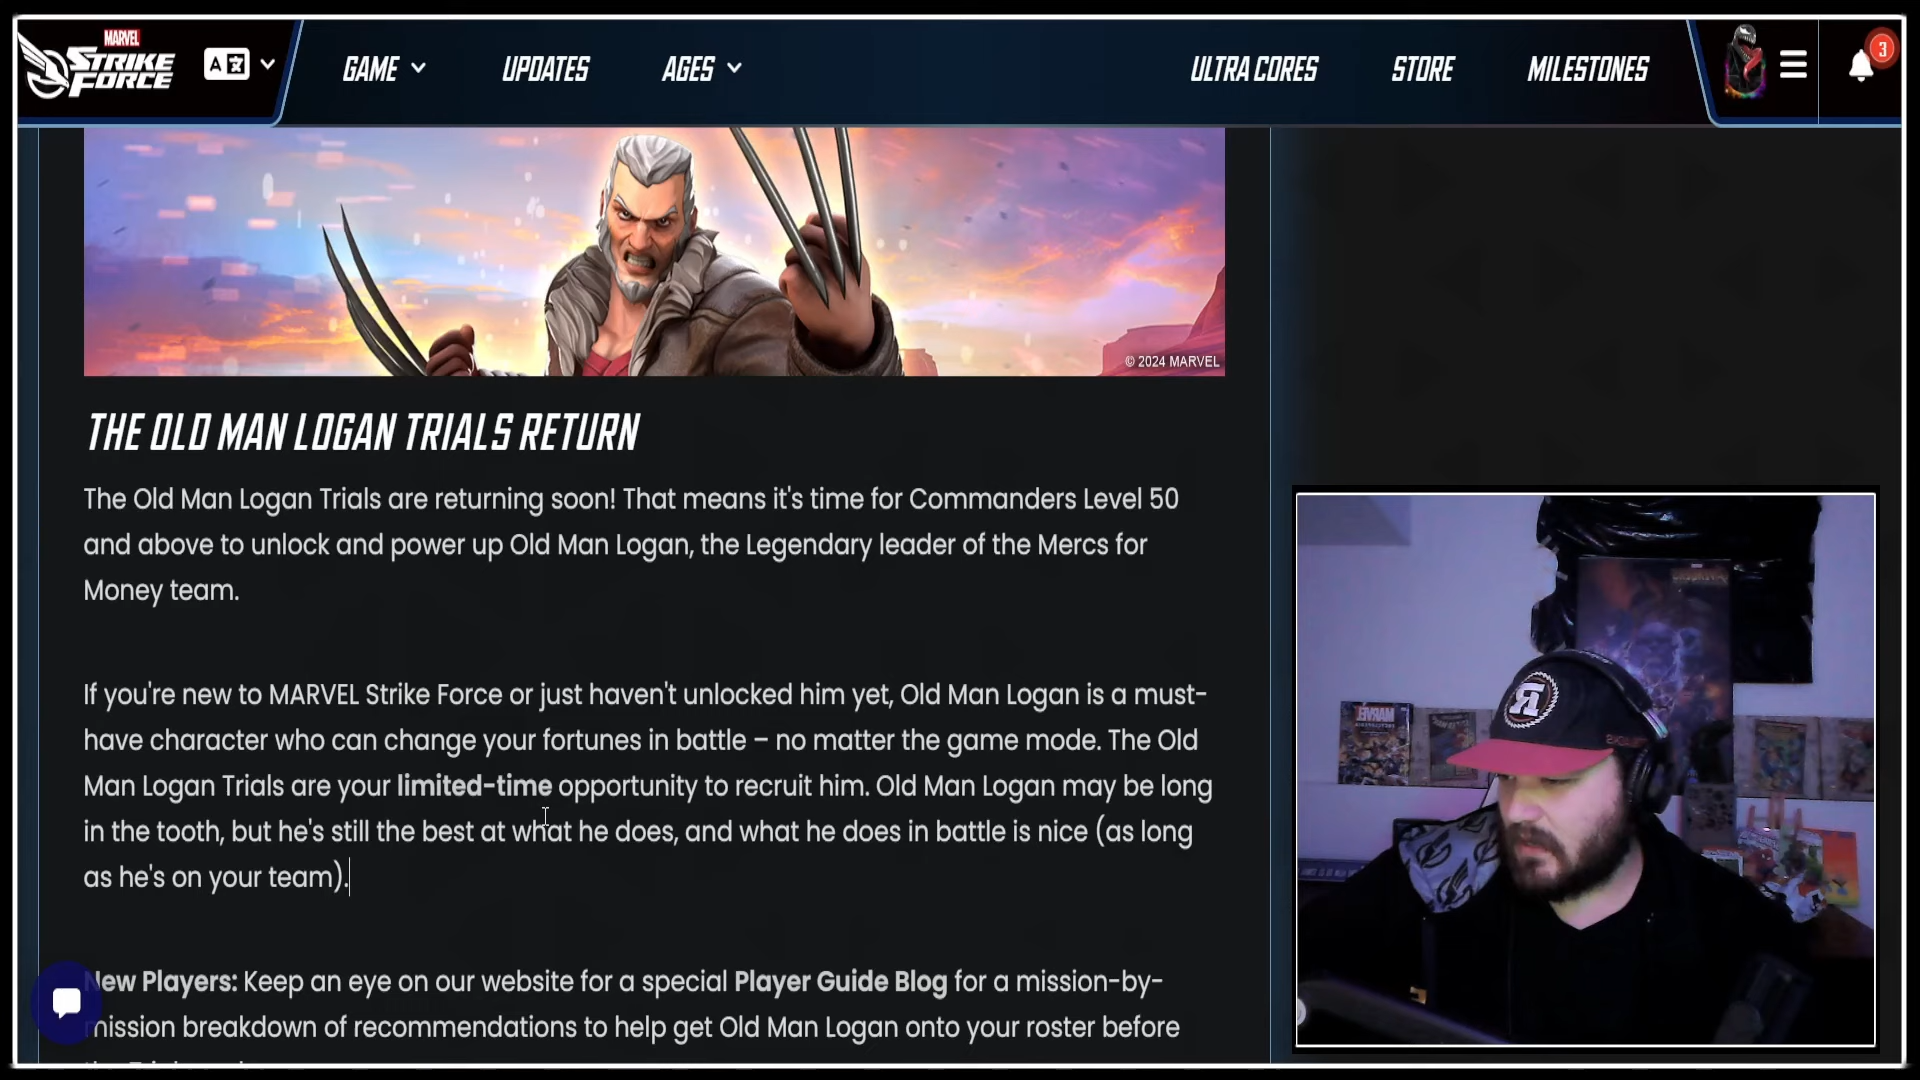 MARVEL
STRIKE
FORCE
GAME
UPDATES
AGES
ULTRA CORES
STORE
MILESTONES
3
© 2024 MARVEL
THE OLD MAN LOGAN TRIALS RETURN
The Old Man Logan Trials are returning soon! That means it's time for Commanders Level 50
and above to unlock and power up Old Man Logan, the Legendary leader of the Mercs for
Money team.
If you're new to MARVEL Strike Force or just haven't unlocked him yet, Old Man Logan is a must-
have character who can change your fortunes in battle – no matter the game mode. The Old
Man Logan Trials are your limited-time opportunity to recruit him. Old Man Logan may be long
in the tooth, but he's still the best at what he does, and what he does in battle is nice (as long
as he's on your team).
New Players: Keep an eye on our website for a special Player Guide Blog for a mission-by-
mission breakdown of recommendations to help get Old Man Logan onto your roster before